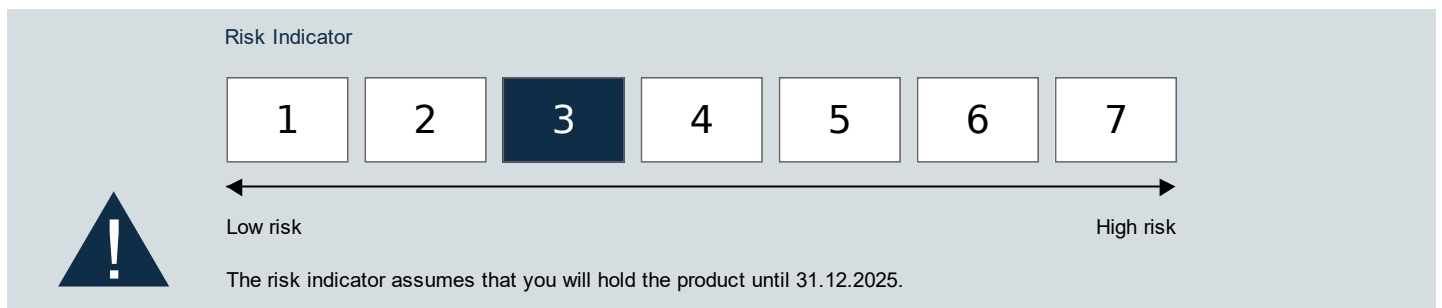 Risk Indicator
1 2 3 4 5 6 7
Low risk High risk
!
The risk indicator assumes that you will hold the product until 31.12.2025.